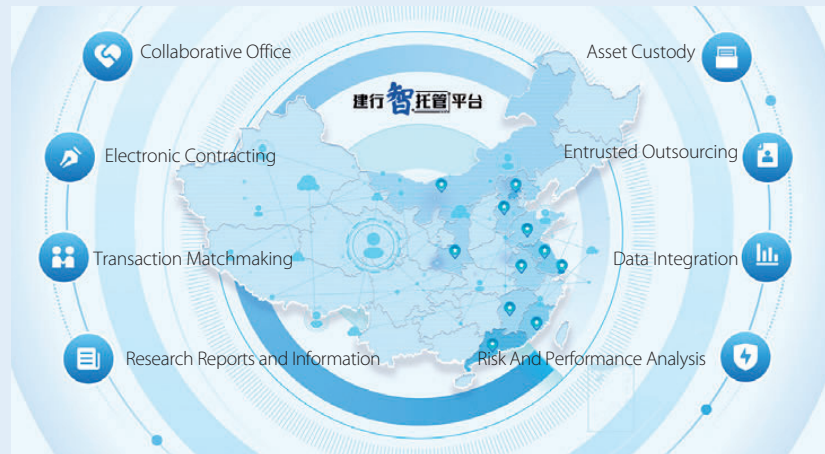 Collaborative Office
Asset Custody
建行智托管平台
Electronic Contracting
Entrusted Outsourcing
Transaction Matchmaking
Data Integration
Research Reports and Information
Risk And Performance Analysis